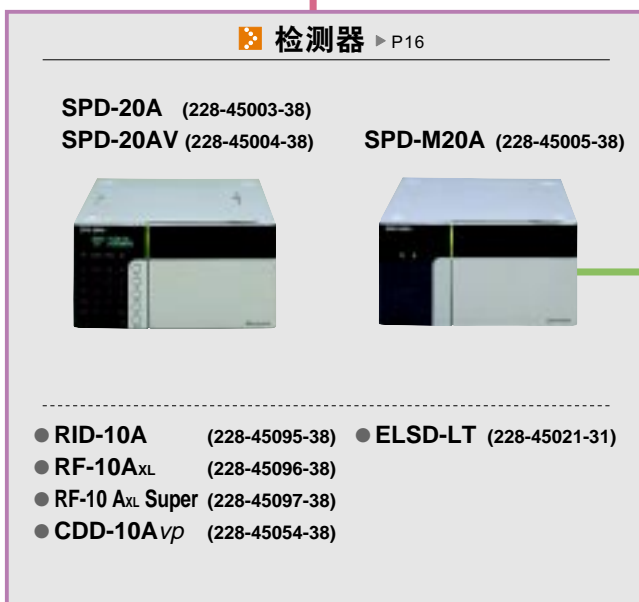 检测器 ▶ P16
SPD-20A (228-45003-38)
SPD-20AV (228-45004-38)
SPD-M20A (228-45005-38)
● RID-10A (228-45095-38)
● RF-10AXL (228-45096-38)
● RF-10 AXL Super (228-45097-38)
● CDD-10Avp (228-45054-38)
● ELSD-LT (228-45021-31)